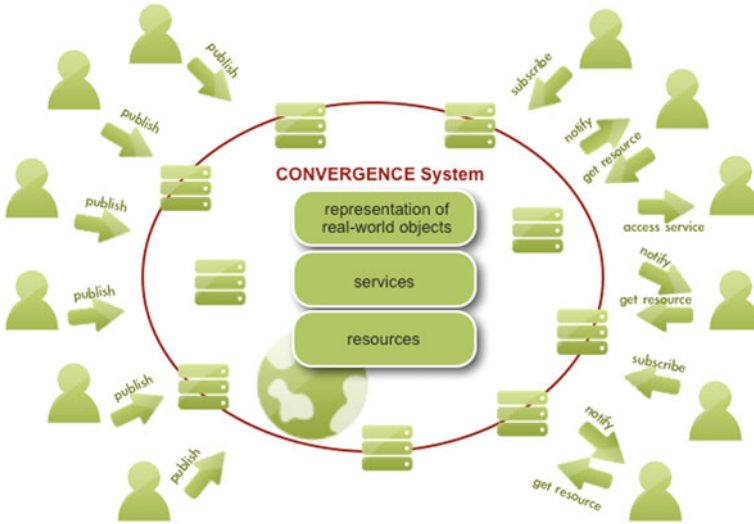 publish
publish
publish
publish
publish
publish
subscribe
notify
get resource
access service
notify
get resource
subscribe
notify
get resource
CONVERGENCE System
representation of
real-world objects
services
resources